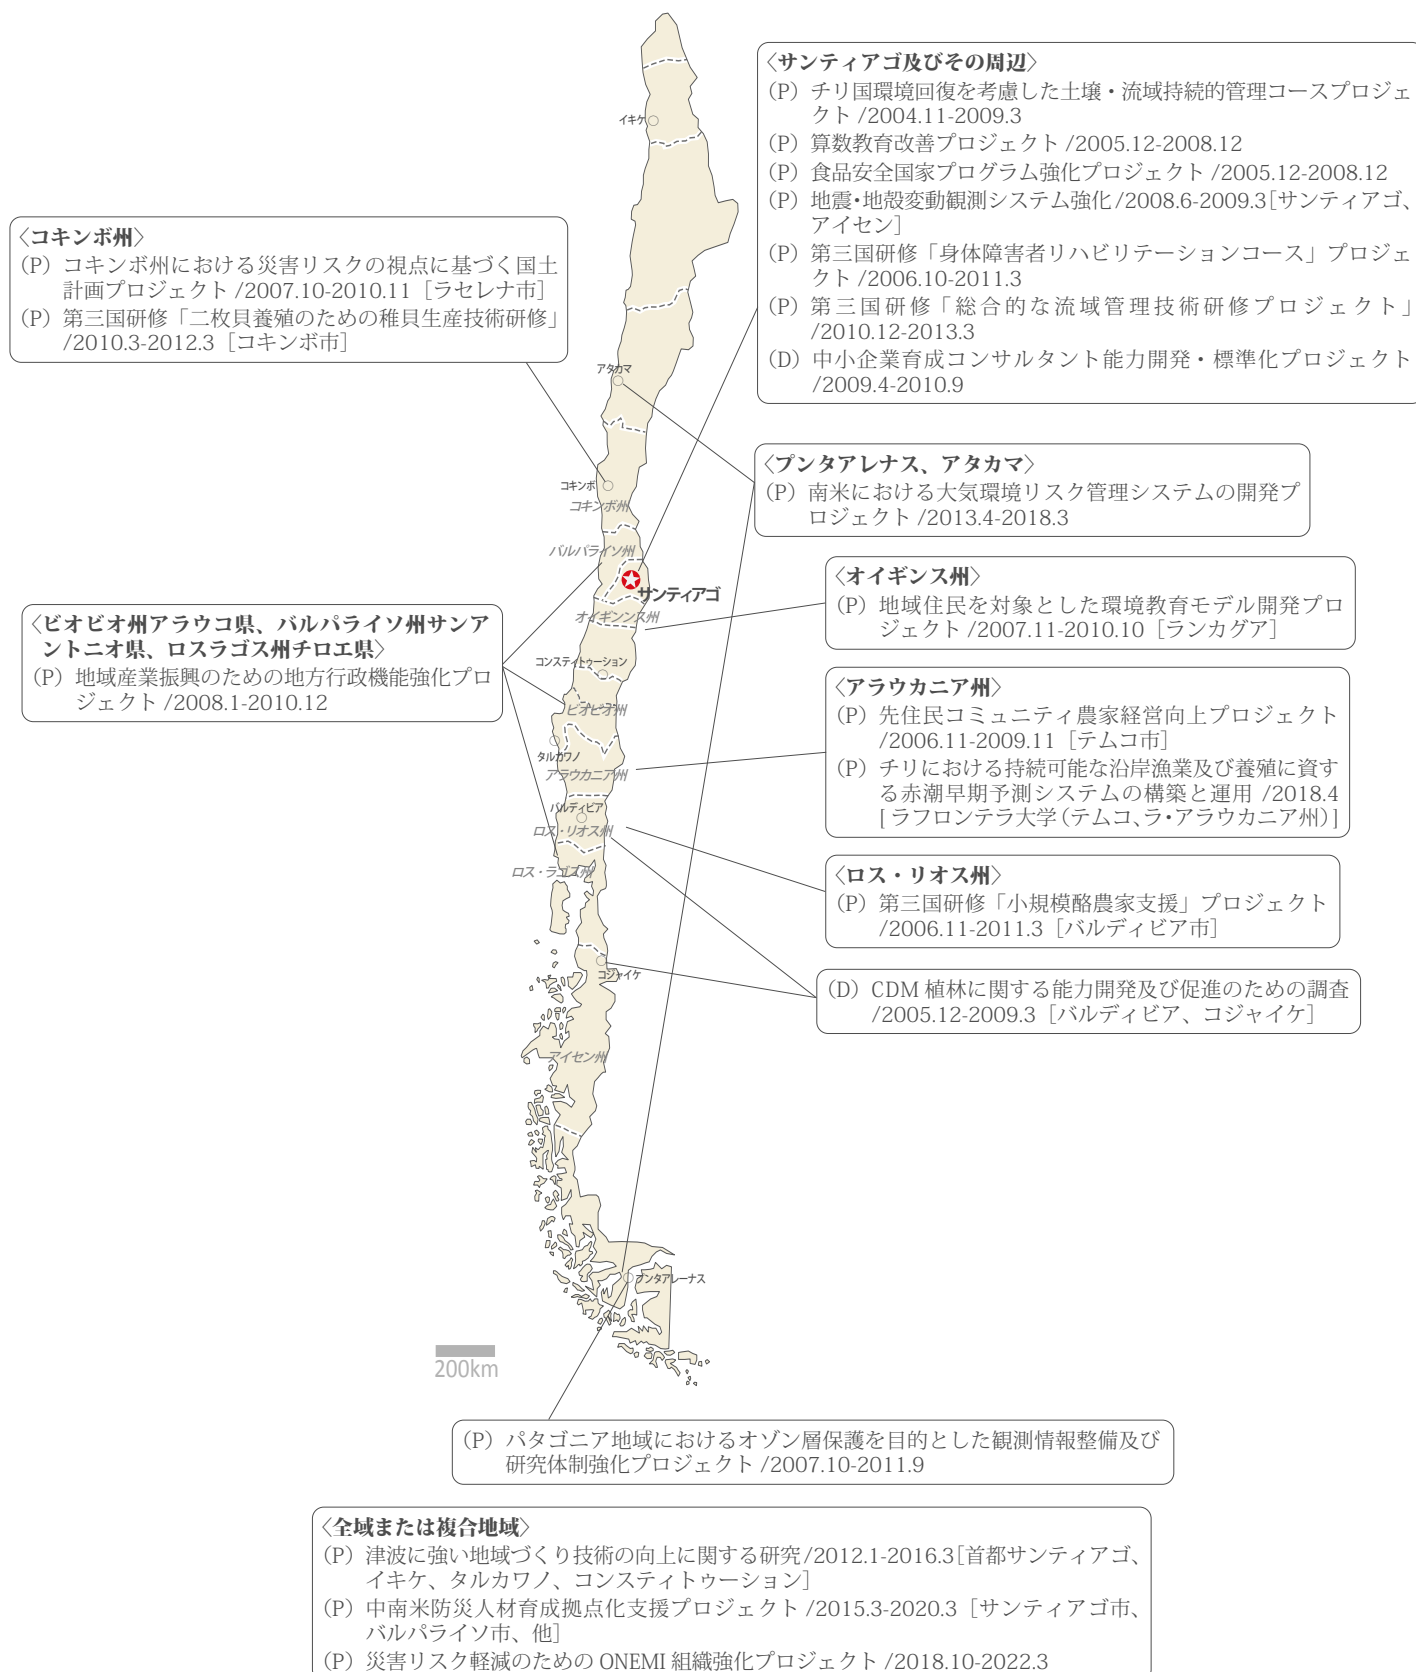 〈サンティアゴ及びその周辺〉
(P) チリ国環境回復を考慮した土壌・流域持続的管理コースプロジェ
クト /2004.11-2009.3
(P) 算数教育改善プロジェクト /2005.12-2008.12
(P) 食品安全国家プログラム強化プロジェクト /2005.12-2008.12
(P) 地震・地殻変動観測システム強化/2008.6-2009.3[サンティアゴ、
アイセン]
(P) 第三国研修「身体障害者リハビリテーションコース」プロジェ
クト /2006.10-2011.3
(P) 第三国研修「総合的な流域管理技術研修プロジェクト」
/2010.12-2013.3
(D) 中小企業育成コンサルタント能力開発・標準化プロジェクト
/2009.4-2010.9
〈コキンボ州〉
(P) コキンボ州における災害リスクの視点に基づく国土
計画プロジェクト /2007.10-2010.11［ラセレナ市］
(P) 第三国研修「二枚貝養殖のための稚貝生産技術研修」
/2010.3-2012.3［コキンボ市］
〈プンタアレナス、アタカマ〉
(P) 南米における大気環境リスク管理システムの開発プ
ロジェクト /2013.4-2018.3
〈オイギンス州〉
(P) 地域住民を対象とした環境教育モデル開発プロ
ジェクト /2007.11-2010.10［ランカグア］
〈ビオビオ州アラウコ県、バルパライソ州サンア
ントニオ県、ロスラゴス州チロエ県〉
(P) 地域産業振興のための地方行政機能強化プロ
ジェクト /2008.1-2010.12
〈アラウカニア州〉
(P) 先住民コミュニティ農家経営向上プロジェクト
/2006.11-2009.11［テムコ市］
(P) チリにおける持続可能な沿岸漁業及び養殖に資す
る赤潮早期予測システムの構築と運用 /2018.4
[ ラフロンテラ大学（テムコ、ラ・アラウカニア州）]
〈ロス・リオス州〉
(P) 第三国研修「小規模酪農家支援」プロジェクト
/2006.11-2011.3［バルディビア市］
(D) CDM 植林に関する能力開発及び促進のための調査
/2005.12-2009.3［バルディビア、コジャイケ］
イキケ
アタカマ
コキンボ
コキンボ州
バルパライソ州
サンティアゴ
オイギンンス州
コンスティトゥーション
ビオビオ州
タルカワノ
アラウカニア州
バルディビア
ロス・リオス州
ロス・ラゴス州
コジャイケ
アイセン州
プンタアレーナス
200km
(P) パタゴニア地域におけるオゾン層保護を目的とした観測情報整備及び
研究体制強化プロジェクト /2007.10-2011.9
〈全域または複合地域〉
(P) 津波に強い地域づくり技術の向上に関する研究/2012.1-2016.3[首都サンティアゴ、
イキケ、タルカワノ、コンスティトゥーション］
(P) 中南米防災人材育成拠点化支援プロジェクト /2015.3-2020.3［サンティアゴ市、
バルパライソ市、他］
(P) 災害リスク軽減のための ONEMI 組織強化プロジェクト /2018.10-2022.3